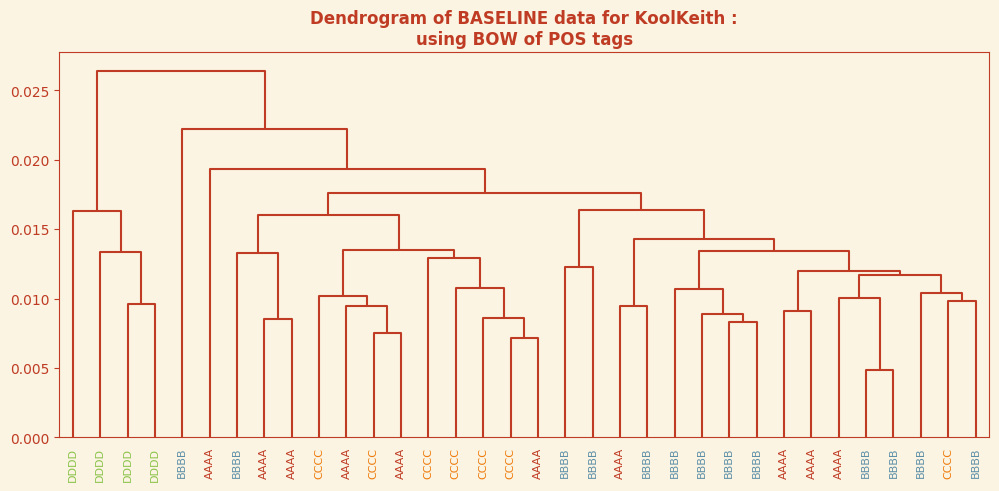 Dendrogram of BASELINE data for KoolKeith :
using BOW of POS tags
0.025
0.020
0.015
0.010
0.005
0.000
DDDD
DDDD
DDDD
DDDD
BBBB
AAAA
BBBB
AAAA
AAAA
CCCC
AAAA
CCCC
AAAA
CCCC
CCCC
CCCC
CCCC
AAAA
BBBB
BBBB
AAAA
BBBB
BBBB
BBBB
BBBB
BBBB
AAAA
AAAA
AAAA
BBBB
BBBB
BBBB
CCCC
BBBB